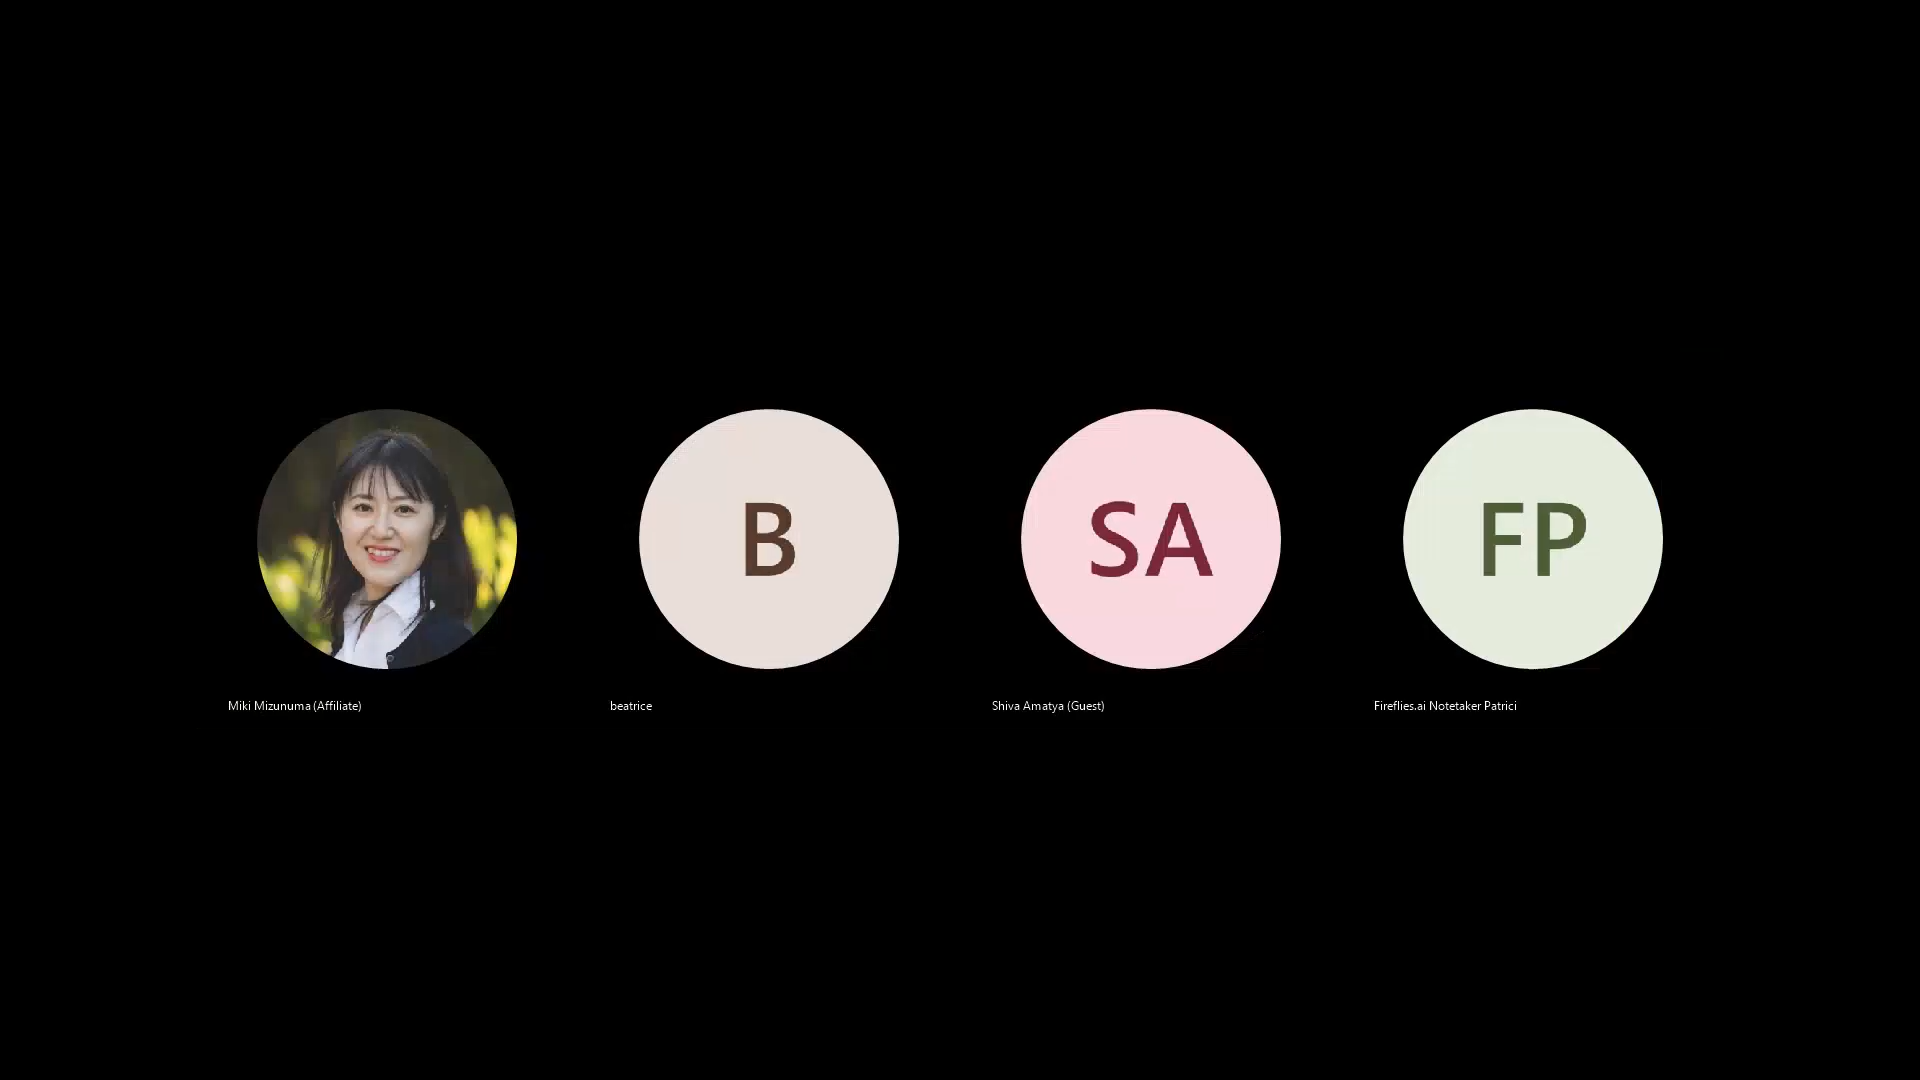 B
SA
FP
Miki Mizunuma (Affiliate)
beatrice
Shiva Amatya (Guest)
Fireflies.ai Notetaker Patrici